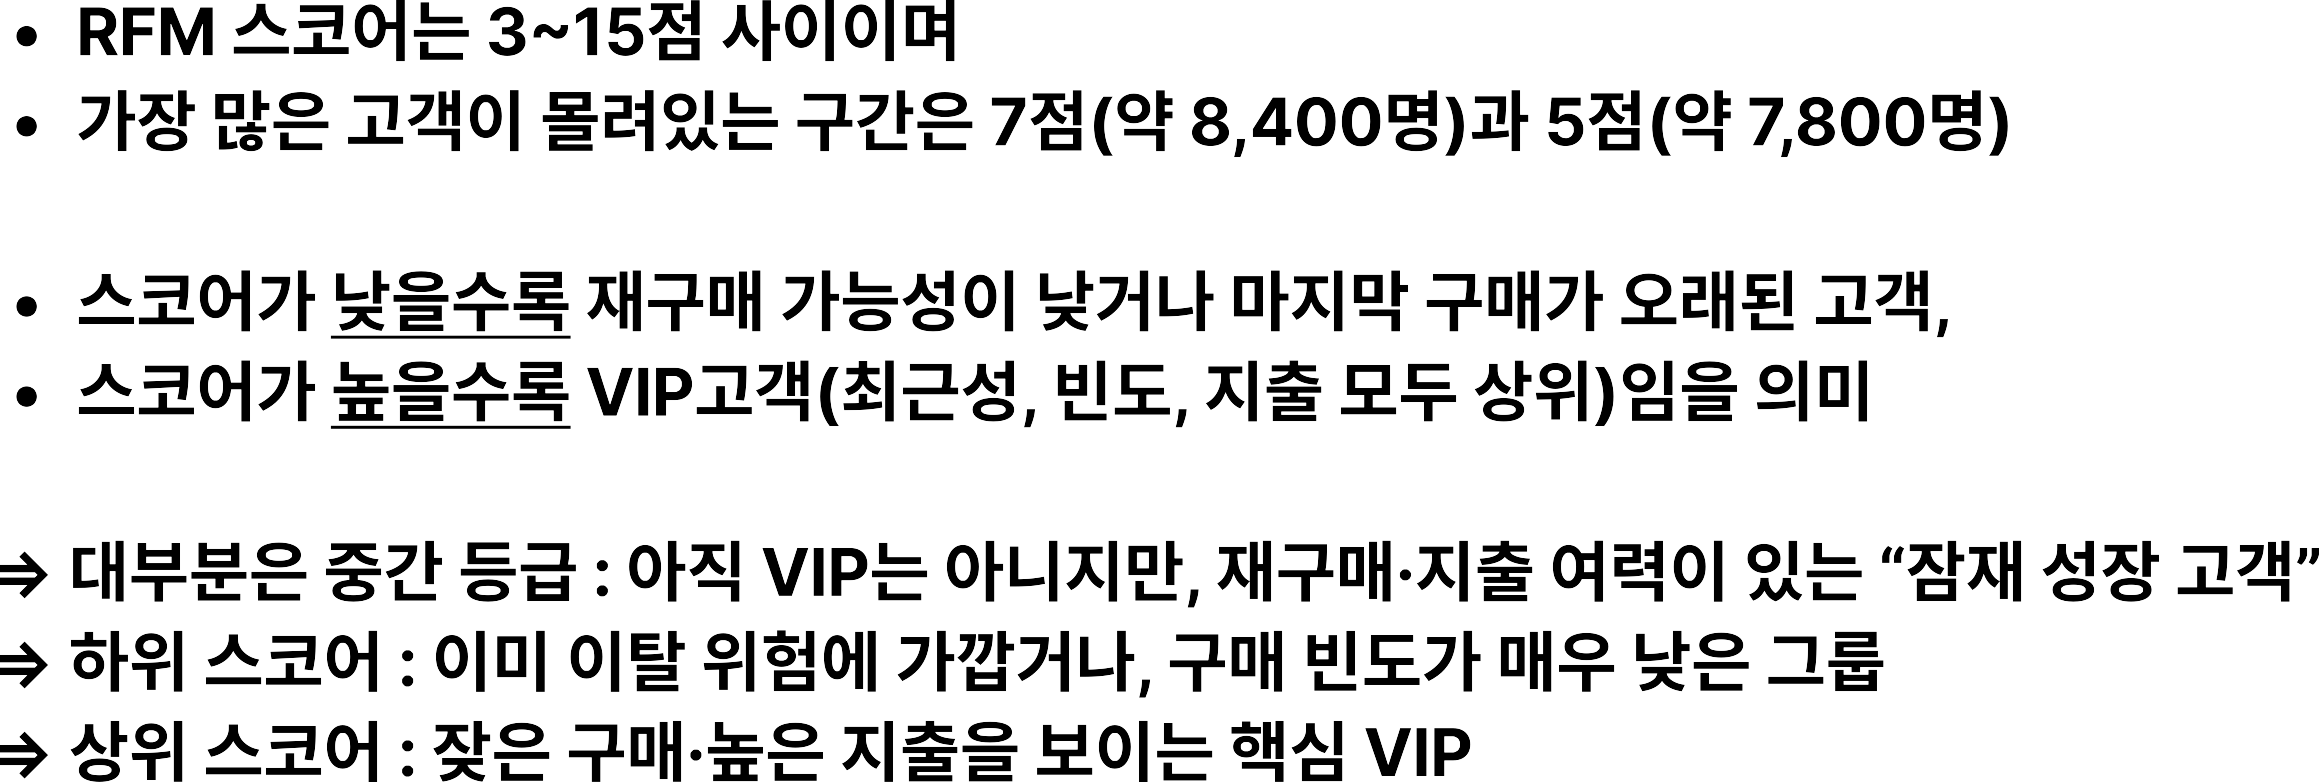 • RFM 스코어는 3~15점 사이이며
• 가장 많은 고객이 몰려있는 구간은 7점(약 8,400명)과 5점(약 7,800명)
• 스코어가 낮을수록 재구매 가능성이 낮거나 마지막 구매가 오래된 고객,
• 스코어가 높을수록 VIP고객(최근성, 빈도, 지출 모두 상위)임을 의미
⇒ 대부분은 중간 등급 : 아직 VIP는 아니지만, 재구매·지출 여력이 있는 “잠재 성장 고객”
⇒ 하위 스코어 : 이미 이탈 위험에 가깝거나, 구매 빈도가 매우 낮은 그룹
⇒ 상위 스코어 : 잦은 구매·높은 지출을 보이는 핵심 VIP